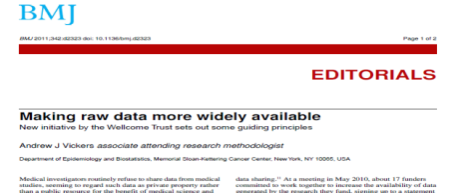 BMJ
BMJ 2011;342:d2323 doi: 10.1136/bmj.d2323
Page 1 of 2
EDITORIALS
Making raw data more widely available
New initiative by the Wellcome Trust sets out some guiding principles
Andrew J Vickers associate attending research methodologist
Department of Epidemiology and Biostatistics, Memorial Sloan-Kettering Cancer Center, New York, NY 10065, USA
Medical investigators routinely refuse to share data from medical
studies, seeming to regard such data as private property rather
than a public resource for the benefit of medical science and
data sharing." At a meeting in May 2010, about 17 funders
committed to work together to increase the availability of data
generated by the research they fund, signing up to a statement